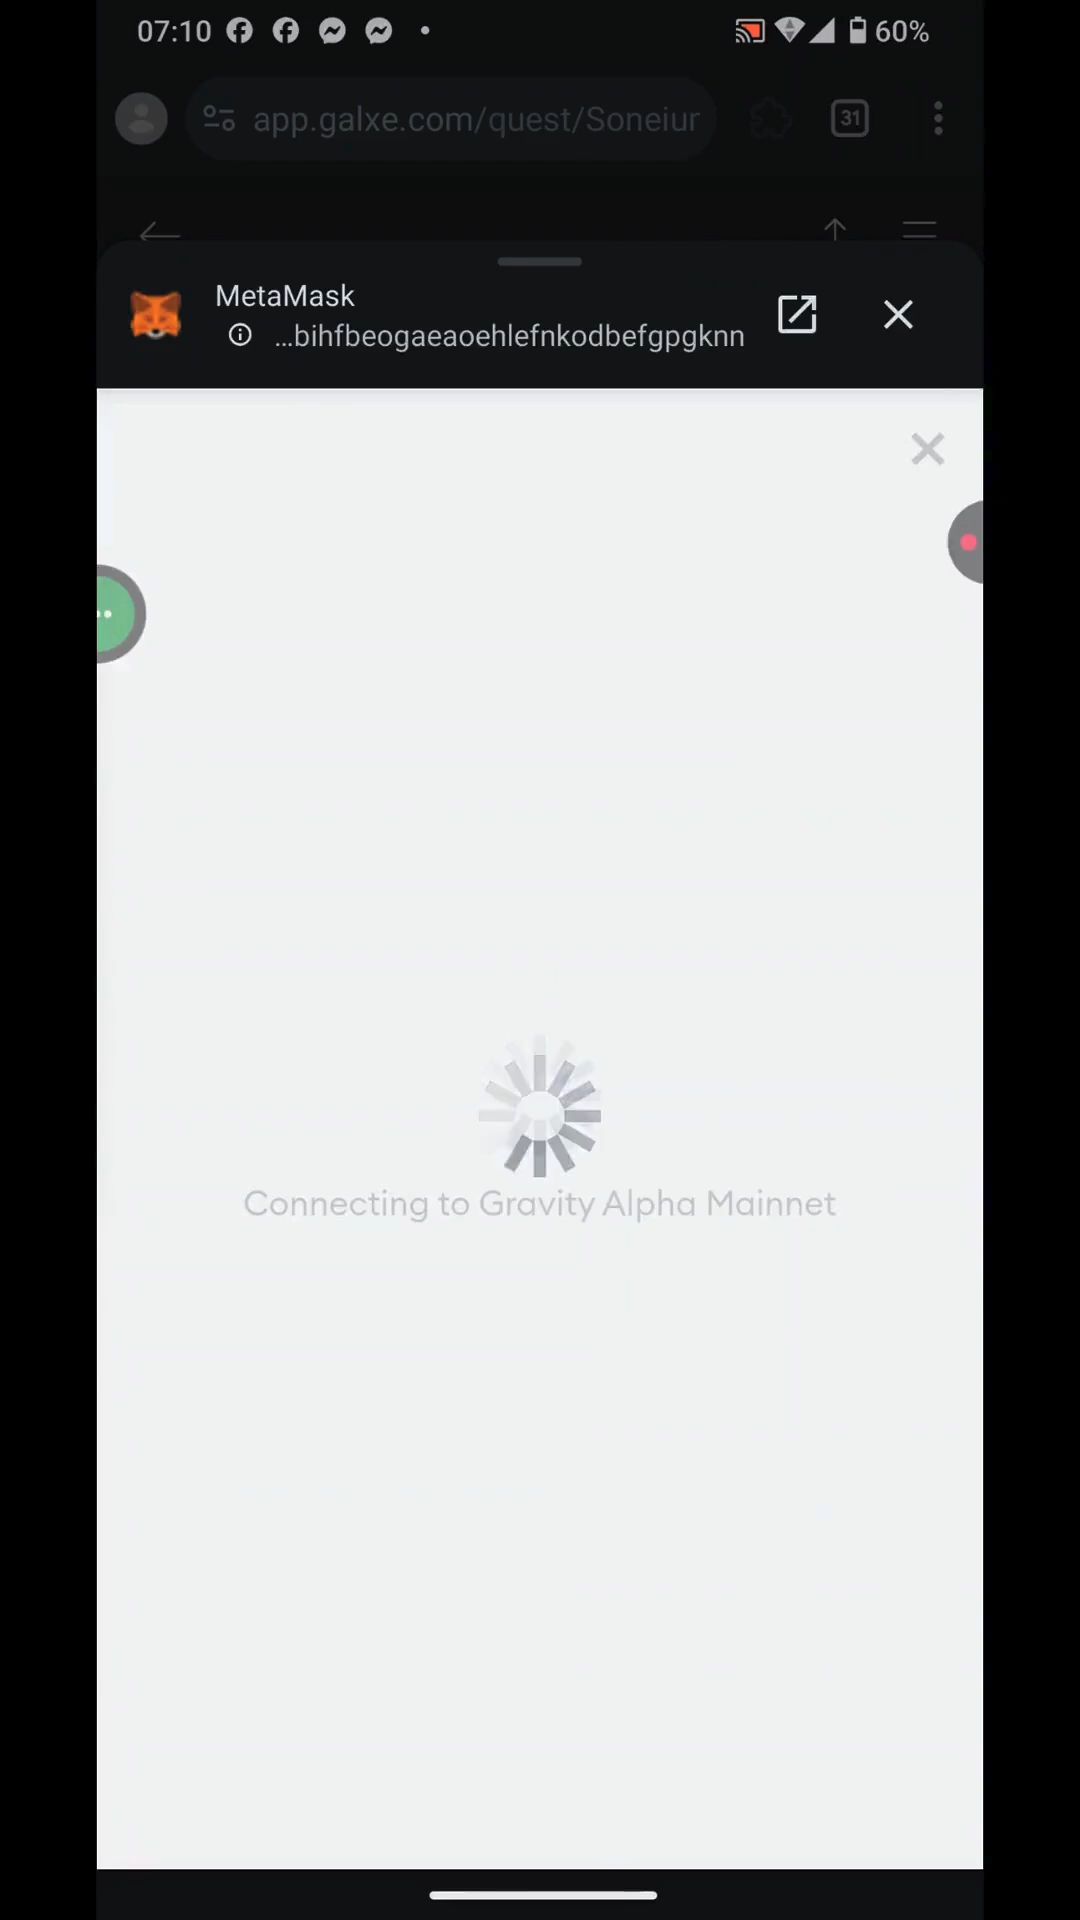 07:10
60%
app.galxe.com/quest/Soneiur
31
MetaMask
...bihfbeogaeaoehlefnkodbefgpgknn
Connecting to Gravity Alpha Mainnet